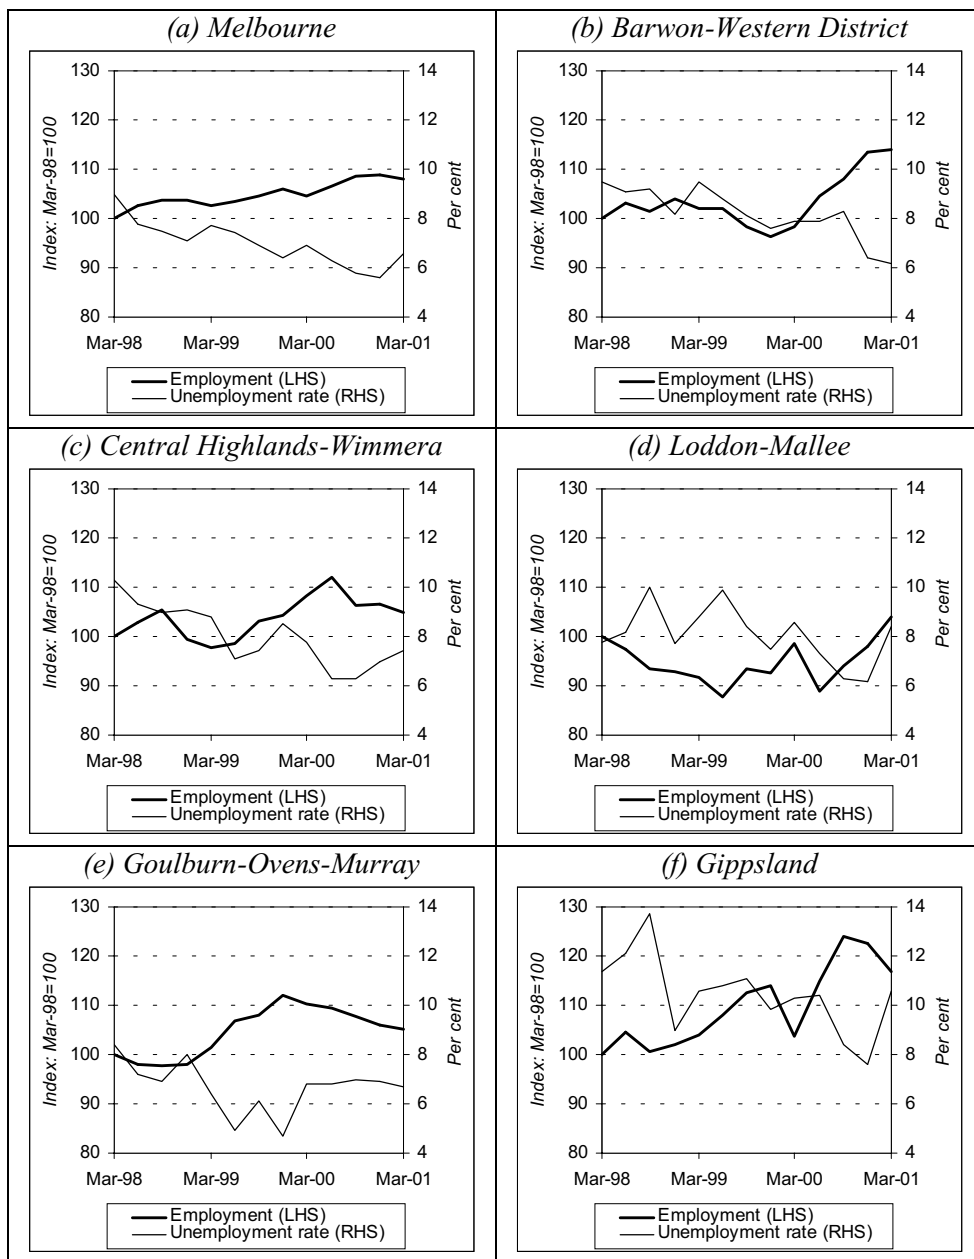 (a) Melbourne
Index: Mar-98=100
130
120
110
100
90
80
14
12
10
8
6
4
Per cent
Mar-98 Mar-99 Mar-00 Mar-01
Employment (LHS)
Unemployment rate (RHS)
(b) Barwon-Western District
Index: Mar-98=100
130
120
110
100
90
80
14
12
10
8
6
4
Per cent
Mar-98 Mar-99 Mar-00 Mar-01
Employment (LHS)
Unemployment rate (RHS)
(c) Central Highlands-Wimmera
Index: Mar-98=100
130
120
110
100
90
80
14
12
10
8
6
4
Per cent
Mar-98 Mar-99 Mar-00 Mar-01
Employment (LHS)
Unemployment rate (RHS)
(d) Loddon-Mallee
Index: Mar-98=100
130
120
110
100
90
80
14
12
10
8
6
4
Per cent
Mar-98 Mar-99 Mar-00 Mar-01
Employment (LHS)
Unemployment rate (RHS)
(e) Goulburn-Ovens-Murray
Index: Mar-98=100
130
120
110
100
90
80
14
12
10
8
6
4
Per cent
Mar-98 Mar-99 Mar-00 Mar-01
Employment (LHS)
Unemployment rate (RHS)
(f) Gippsland
Index: Mar-98=100
130
120
110
100
90
80
14
12
10
8
6
4
Per cent
Mar-98 Mar-99 Mar-00 Mar-01
Employment (LHS)
Unemployment rate (RHS)